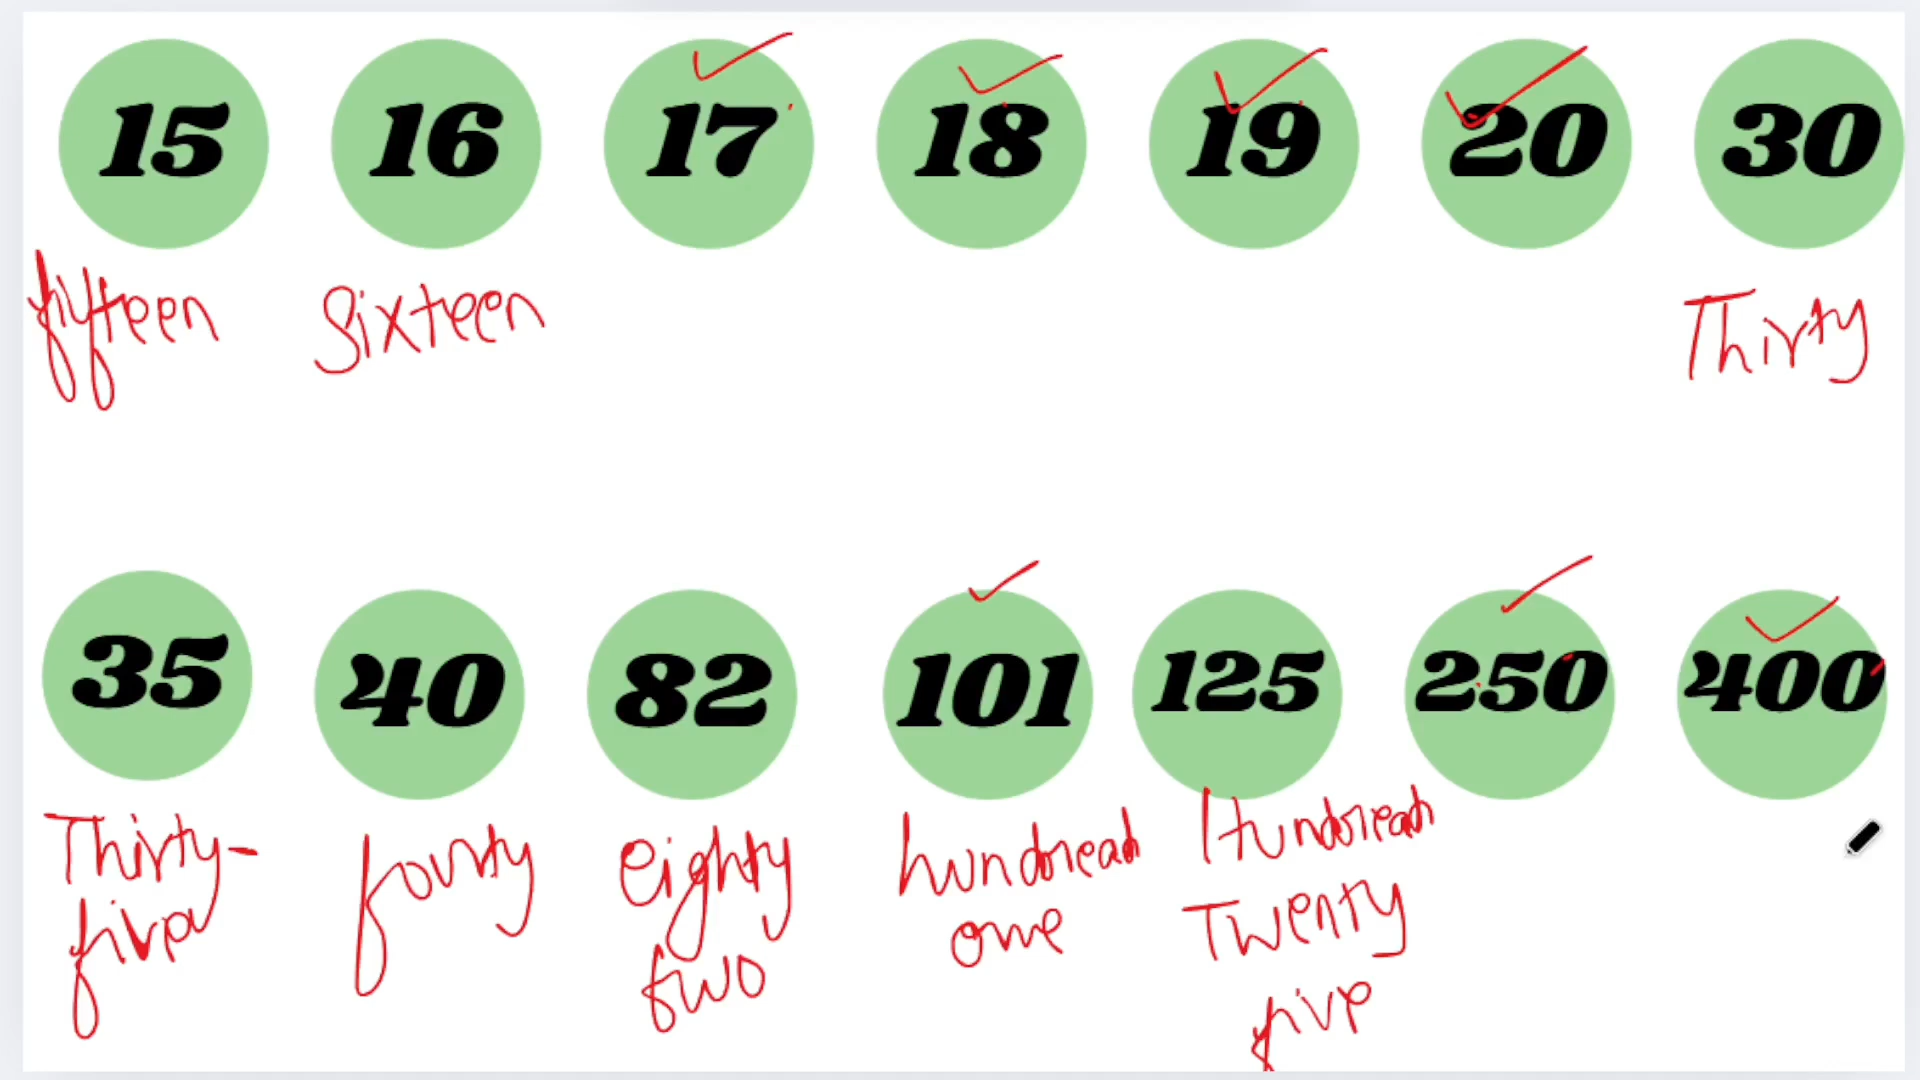 15 16 17 18 19 20 30
fifteen Sixteen Thirty
35 40 82 101 125 250 400
Thirty- fourty eighty hundread Hundread
five two one Twenty
five